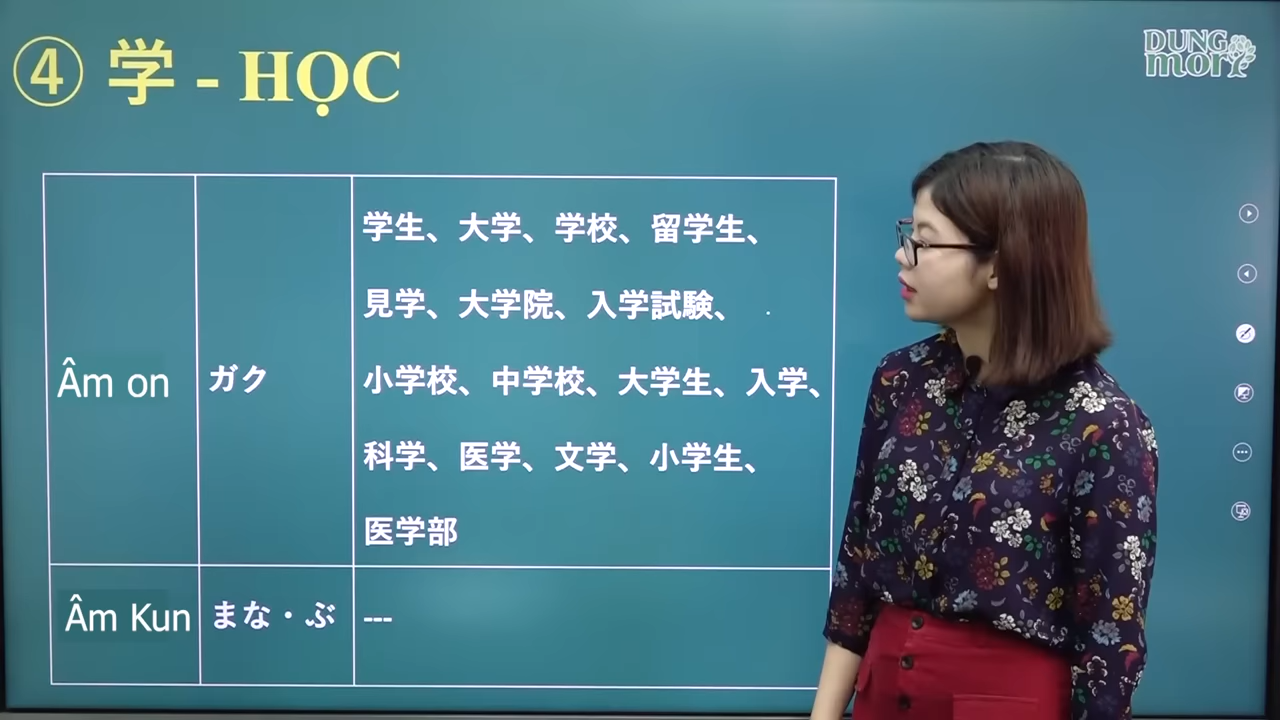 ④ 学 - HỌC
DUNG
mori
Âm on
ガク
学生、大学、学校、留学生、
見学、大学院、入学試験、
小学校、中学校、大学生、入学、
科学、医学、文学、小学生、
医学部
Âm Kun
まな・ぶ
---